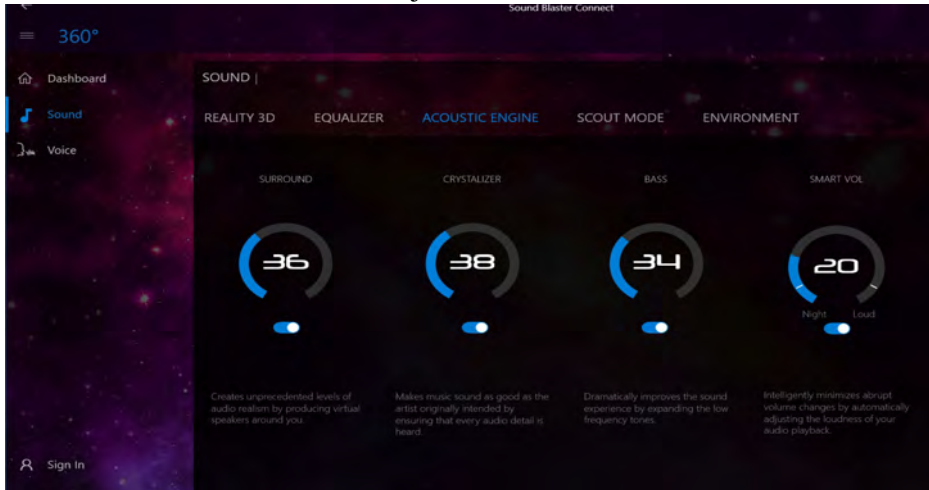 Sound Blaster Connect
360°
Dashboard
Sound
Voice
Sign In
SOUND |
REALITY 3D EQUALIZER ACOUSTIC ENGINE SCOUT MODE ENVIRONMENT
SURROUND CRYSTALIZER BASS SMART VOL
36 38 34 20
Night Loud
Creates unprecedented levels of
audio realism by producing virtual
speakers around you.
Makes music sound as good as the
artist originally intended by
ensuring that every audio detail is
heard.
Dramatically improves the sound
experience by expanding the low
frequency tones.
Intelligently minimizes abrupt
volume changes by automatically
adjusting the loudness of your
audio playback.